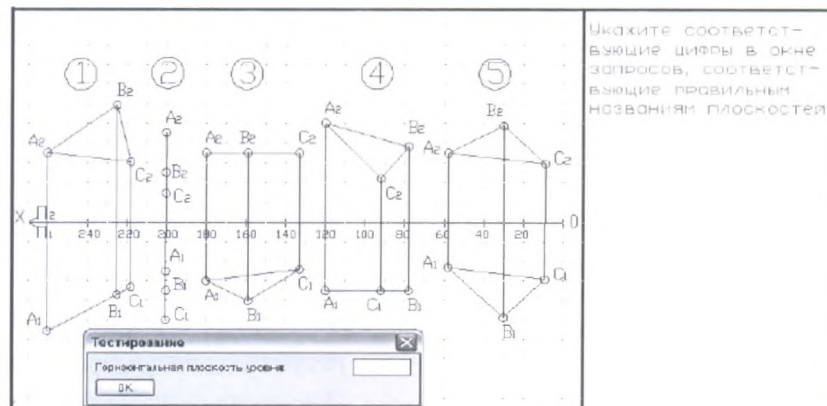 Укажите соответст-
вующие цифры в окне
запросов, соответст-
вующие правильным
названиям плоскостей
1 2 3 4 5
B2
A2
C2
A2
B2
C2
A2 B2 C2
A2
B2
C2
B2
A2
C2
X П2
П1
240 220 200 180 160 140 120 100 80 60 40 20 0
A1
B1
C1
A1
B1
C1
A1
B1
C1
A1 C1 B1
A1
B1
C1
Тестирование
Горизонтальная плоскость уровня
OK